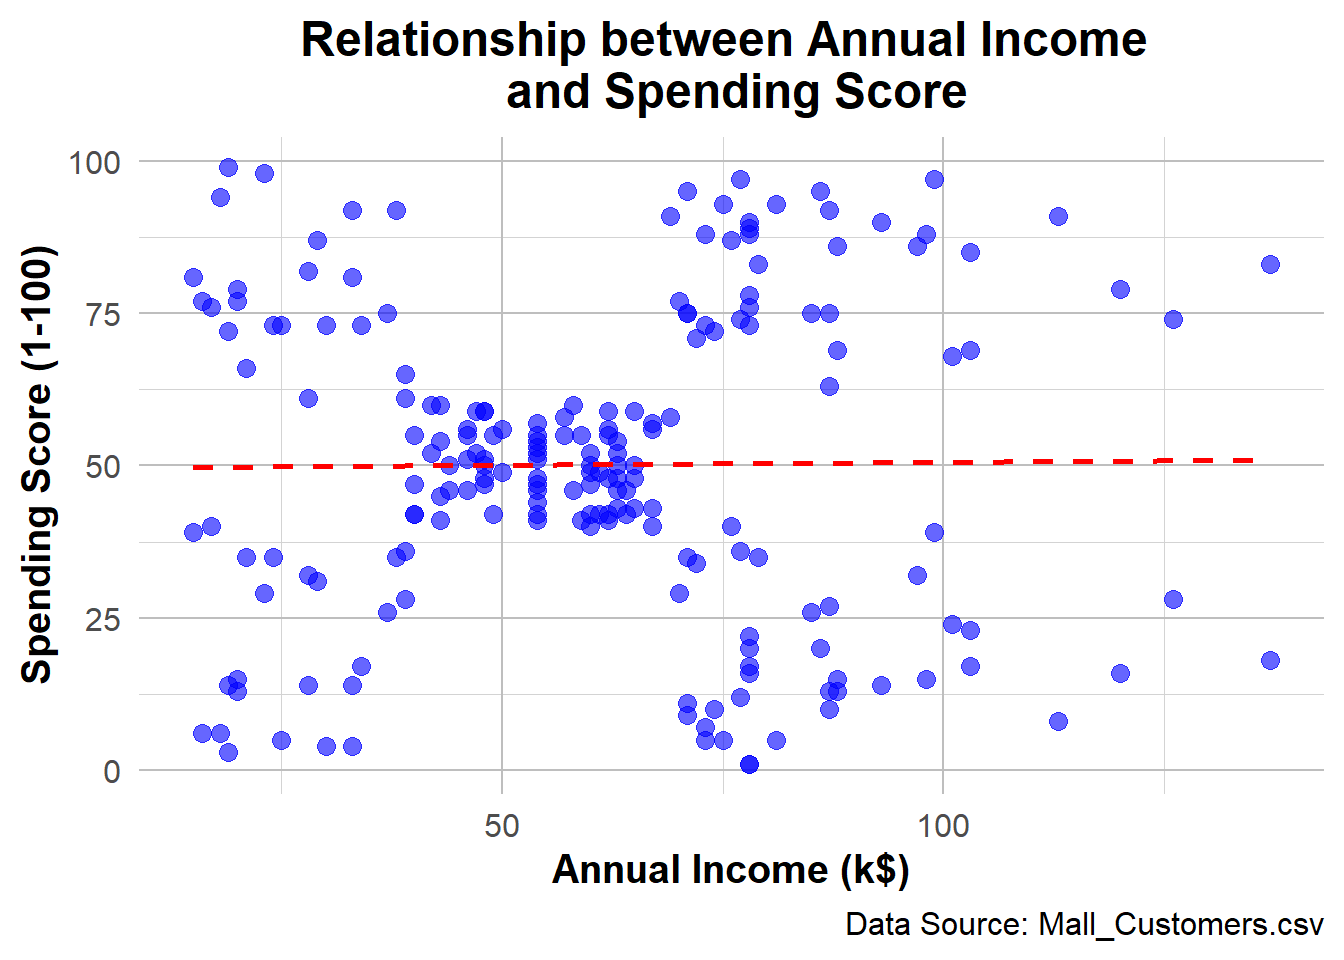 Relationship between Annual Income
and Spending Score
100
75
50
25
0
Spending Score (1-100)
50 100
Annual Income (k$)
Data Source: Mall_Customers.csv